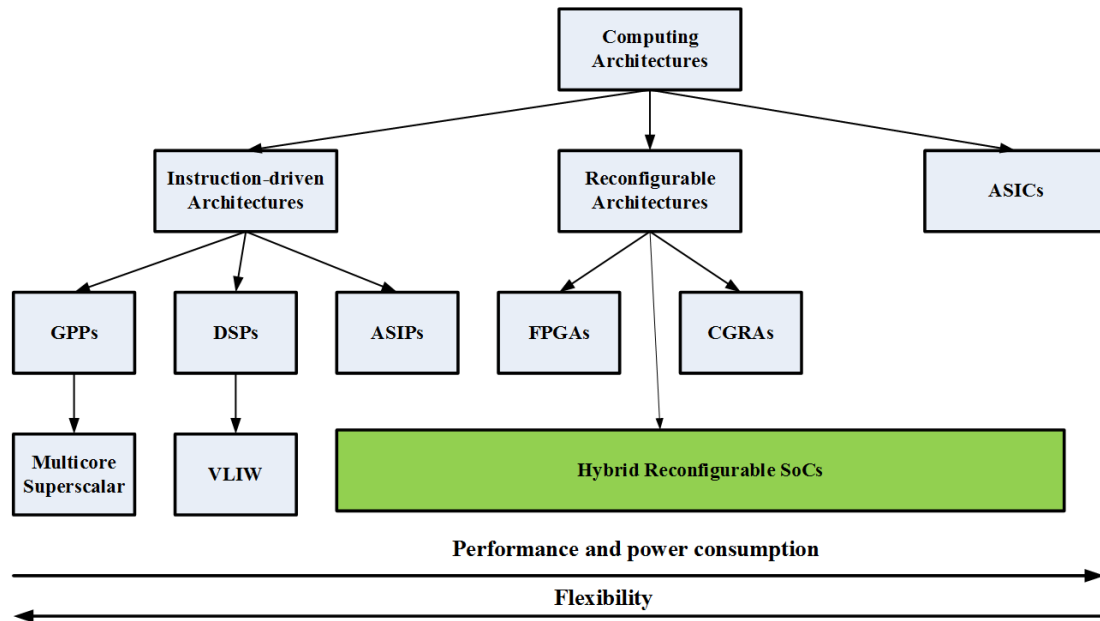 Computing
Architectures
Instruction-driven
Architectures
Reconfigurable
Architectures
ASICs
GPPs
DSPs
ASIPs
FPGAs
CGRAs
Multicore
Superscalar
VLIW
Hybrid Reconfigurable SoCs
Performance and power consumption
Flexibility